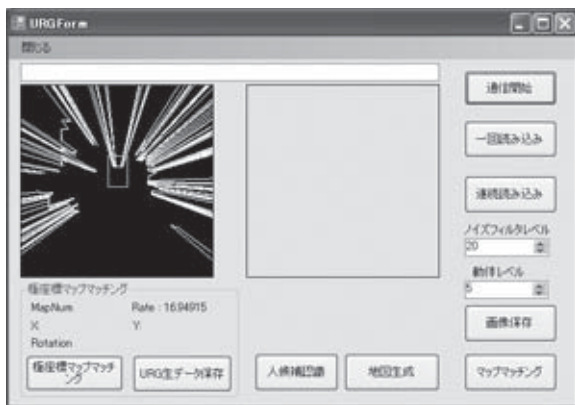 URGForm
閉じる
通信開始
一回読み込み
連続読み込み
ノイズフィルタレベル
20
動体レベル
5
画像保存
極座標マップマッチング
MapNum Rate : 16.94915
X: Y:
Rotation
極座標マップマッチ
ング
URG生データ保存
人候補認識
地図生成
マップマッチング